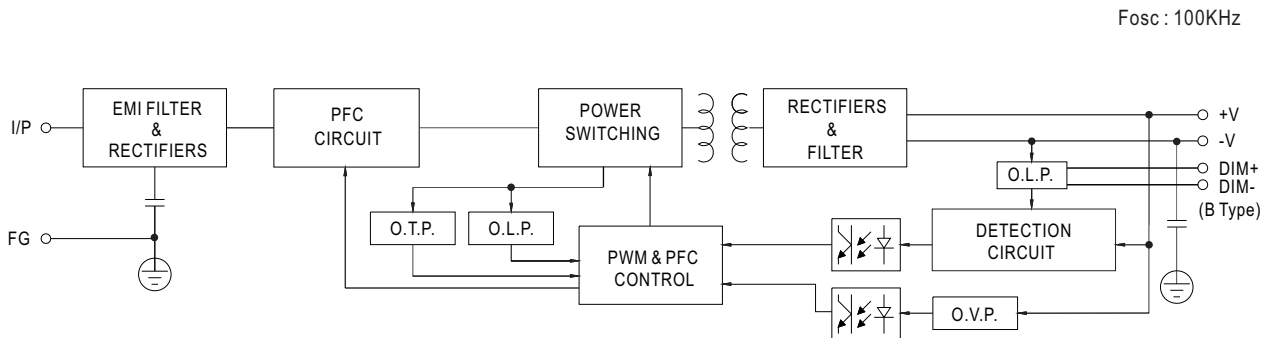 Fosc : 100KHz
I/P
EMI FILTER
&
RECTIFIERS
PFC
CIRCUIT
POWER
SWITCHING
RECTIFIERS
&
FILTER
+V
-V
DIM+
DIM-
(B Type)
O.L.P.
FG
O.T.P.
O.L.P.
PWM & PFC
CONTROL
DETECTION
CIRCUIT
O.V.P.